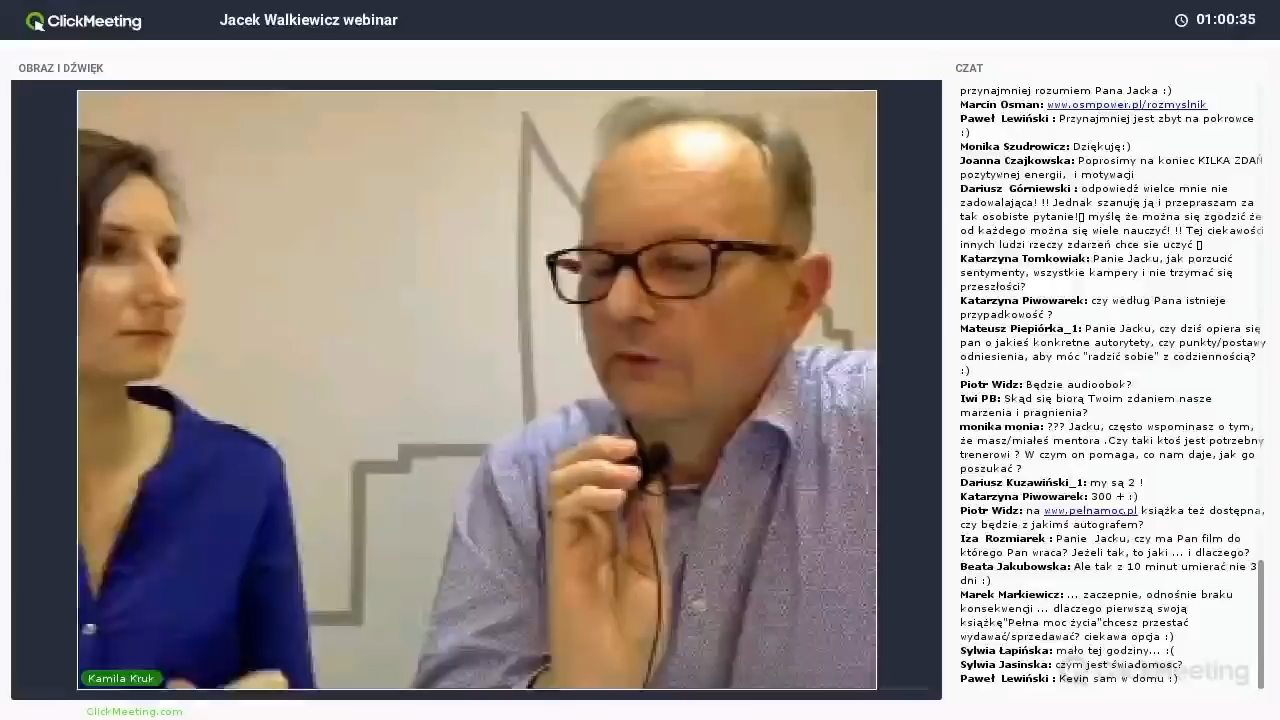 ClickMeeting
Jacek Walkiewicz webinar
01:00:35
OBRAZ I DŹWIĘK
CZAT
przynajmniej rozumiem Pana Jacka :)
Marcin Osman: www.osmpower.pl/rozmyslnik
Paweł Lewiński : Przynajmniej jest zbyt na pokrowce
:)
Monika Szudrowicz: Dziękuję:)
Joanna Czajkowska: Poprosimy na koniec KILKA ZDAŃ
pozytywnej energii, i motywacji
Dariusz Górniewski : odpowiedź wielce mnie nie
zadowalająca! !! Jednak szanuję ją i przepraszam za
tak osobiste pytanie! myślę że można się zgodzić że
od każdego można się wiele nauczyć! !! Tej ciekawości
innych ludzi rzeczy zdarzeń chce sie uczyć
Katarzyna Tomkowiak: Panie Jacku, jak porzucić
sentymenty, wszystkie kampery i nie trzymać się
przeszłości?
Katarzyna Piwowarek: czy według Pana istnieje
przypadkowość ?
Mateusz Piepiórka_1: Panie Jacku, czy dziś opiera się
pan o jakieś konkretne autorytety, czy punkty/postawy
odniesienia, aby móc "radzić sobie" z codziennością?
:)
Piotr Widz: Będzie audioobok?
Iwi PB: Skąd się biorą Twoim zdaniem nasze
marzenia i pragnienia?
monika monia: ??? Jacku, często wspominasz o tym,
że masz/miałeś mentora .Czy taki ktoś jest potrzebny
trenerowi ? W czym on pomaga, co nam daje, jak go
poszukać ?
Dariusz Kuzawiński_1: my są 2 !
Katarzyna Piwowarek: 300 + :)
Piotr Widz: na www.pelnamoc.pl książka też dostępna,
czy będzie z jakimś autografem?
Iza Rozmiarek : Panie Jacku, czy ma Pan film do
którego Pan wraca? Jeżeli tak, to jaki ... i dlaczego?
Beata Jakubowska: Ale tak z 10 minut umierać nie 3
dni :)
Marek Markiewicz: ... zaczepnie, odnośnie braku
konsekwencji ... dlaczego pierwszą swoją
książkę"Pełna moc życia"chcesz przestać
wydawać/sprzedawać? ciekawa opcja :)
Sylwia Łapińska: mało tej godziny... :(
Sylwia Jasinska: czym jest świadomosc?
Paweł Lewiński : Kevin sam w domu :)
ClickMeeting
Kamila Kruk
ClickMeeting.com